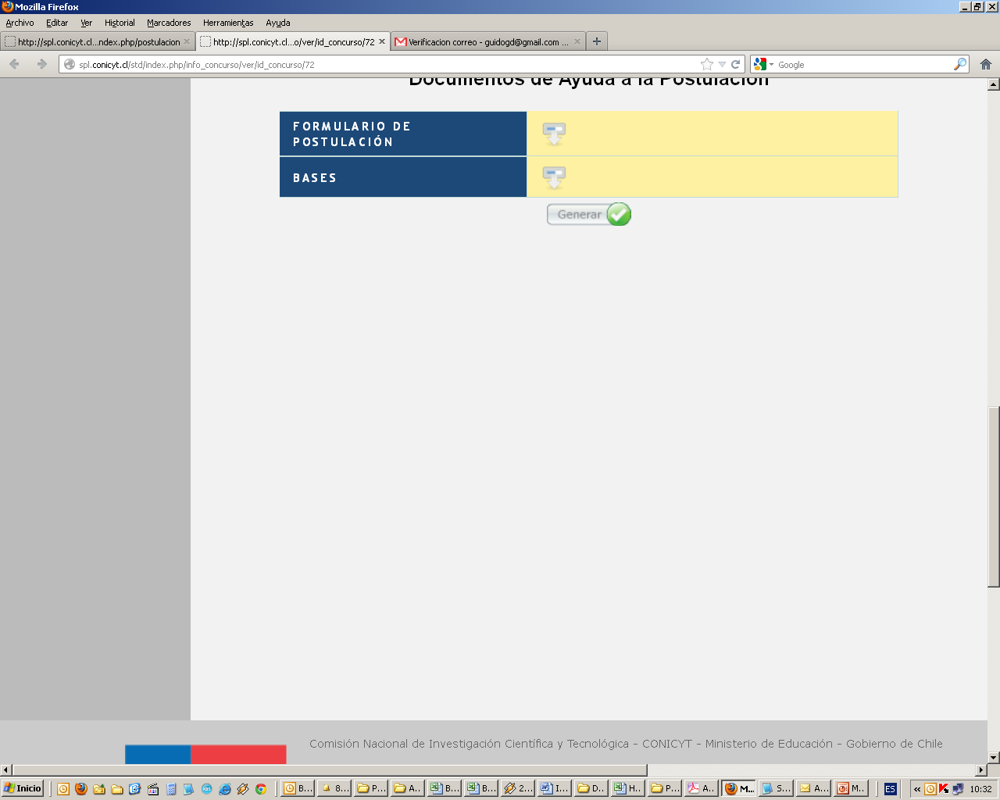 Mozilla Firefox
Archivo Editar Ver Historial Marcadores Herramientas Ayuda
http://spl.conicyt.cl...ndex.php/postulacion http://spl.conicyt.cl...o/ver/id_concurso/72 Verificacion correo - guidogd@gmail.com ...
spl.conicyt.cl/std/index.php/info_concurso/ver/id_concurso/72 Google
Documentos de Ayuda a la Postulación
FORMULARIO DE
POSTULACIÓN
BASES
Generar
Comisión Nacional de Investigación Científica y Tecnológica - CONICYT - Ministerio de Educación - Gobierno de Chile
Inicio B... 8... P... A... B... B... 2... I... D... H... P... A... M... S... A... M... ES « 10:32